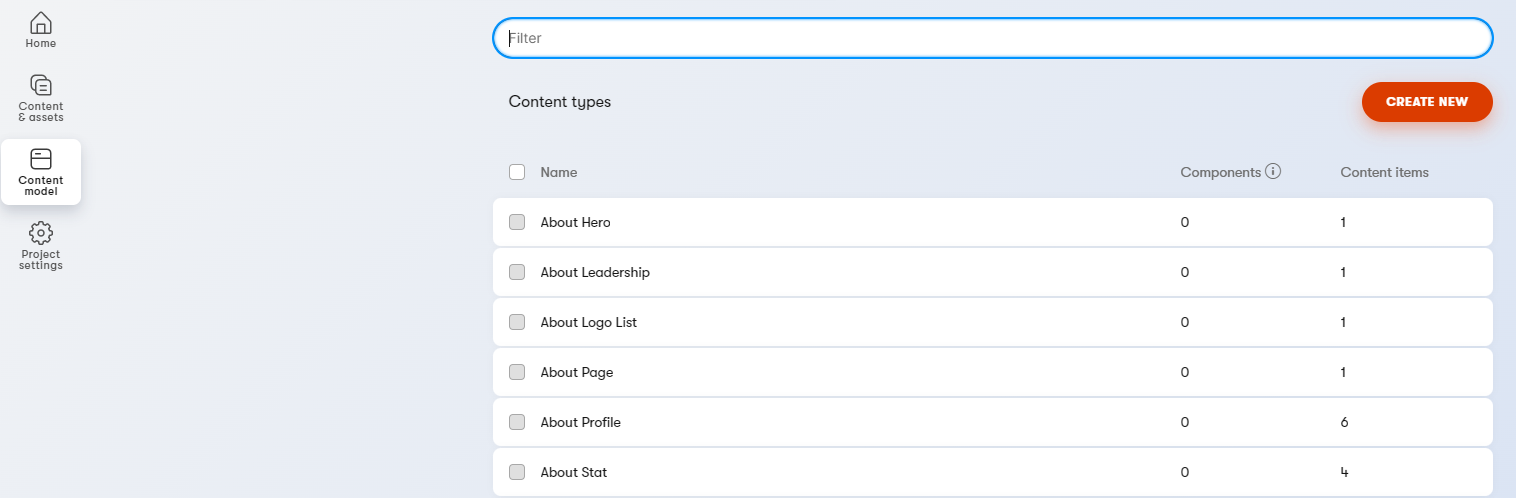 Home
Content
& assets
Content
model
Project
settings
Filter
Content types
CREATE NEW
Name Components Content items
About Hero 0 1
About Leadership 0 1
About Logo List 0 1
About Page 0 1
About Profile 0 6
About Stat 0 4